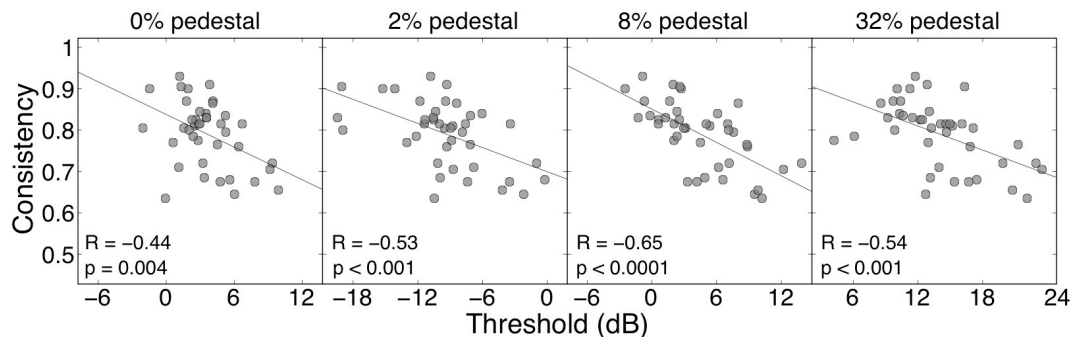 0% pedestal 2% pedestal 8% pedestal 32% pedestal
1
0.9
0.8
0.7
0.6
0.5
Consistency
R = −0.44 R = −0.53 R = −0.65 R = −0.54
p = 0.004 p < 0.001 p < 0.0001 p < 0.001
−6 0 6 12 −18 −12 −6 0 −6 0 6 12 6 12 18 24
Threshold (dB)